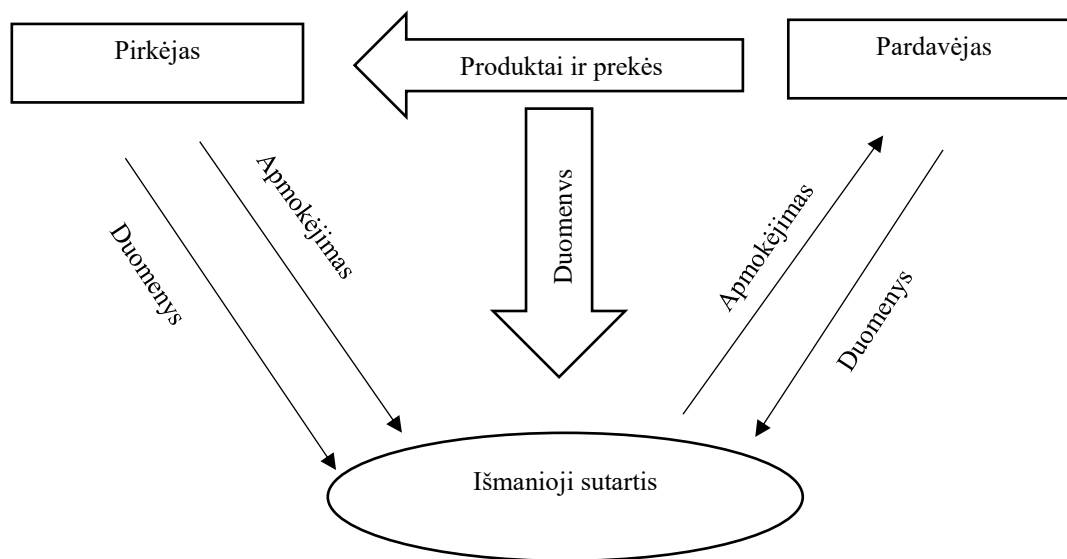 Pirkėjas
Produktai ir prekės
Pardavėjas
Duomenys
Apmokėjimas
Duomenys
Apmokėjimas
Duomenys
Išmanioji sutartis